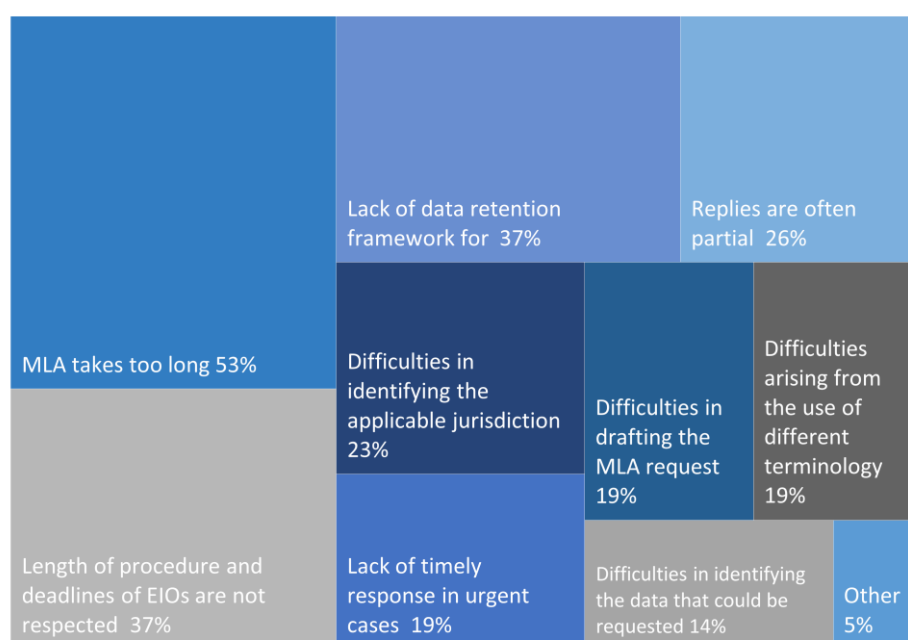 MLA takes too long 53%
Length of procedure and
deadlines of EIOs are not
respected 37%
Lack of data retention
framework for 37%
Replies are often
partial 26%
Difficulties in
identifying the
applicable jurisdiction
23%
Lack of timely
response in urgent
cases 19%
Difficulties in
drafting the
MLA request
19%
Difficulties
arising from
the use of
different
terminology
19%
Difficulties in identifying
the data that could be
requested 14%
Other
5%